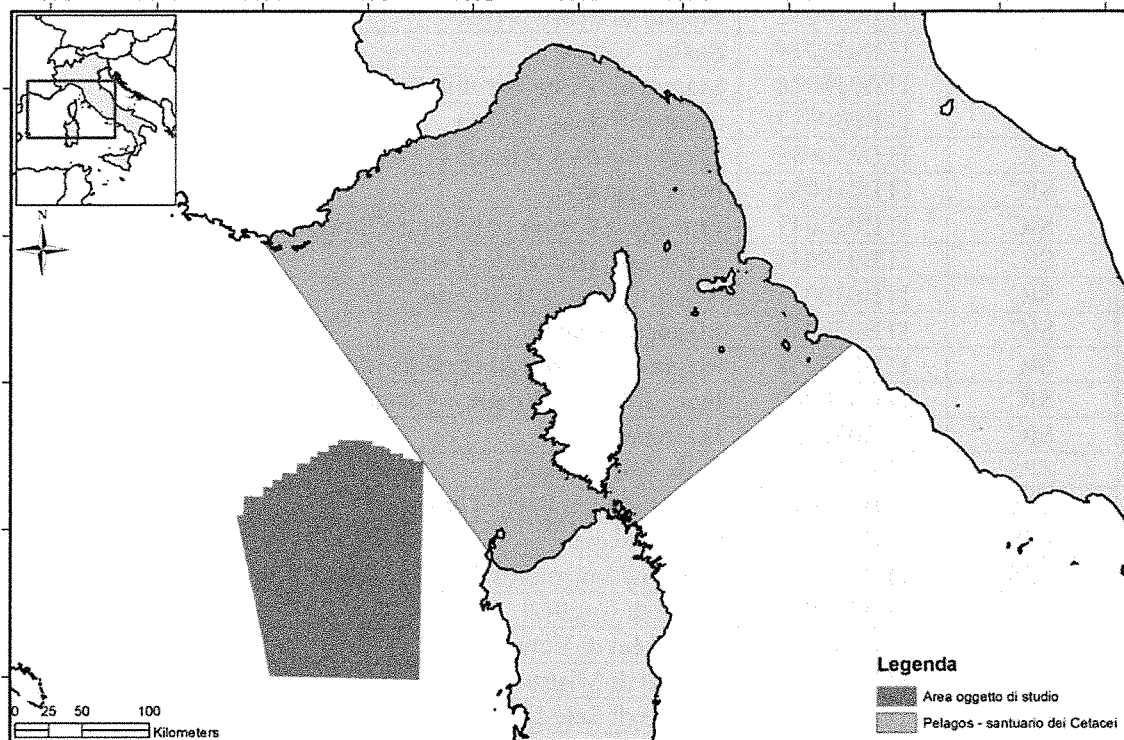 N
Legenda
Area oggetto di studio
Pelagos - santuario dei Cetacei
0 25 50 100
Kilometers